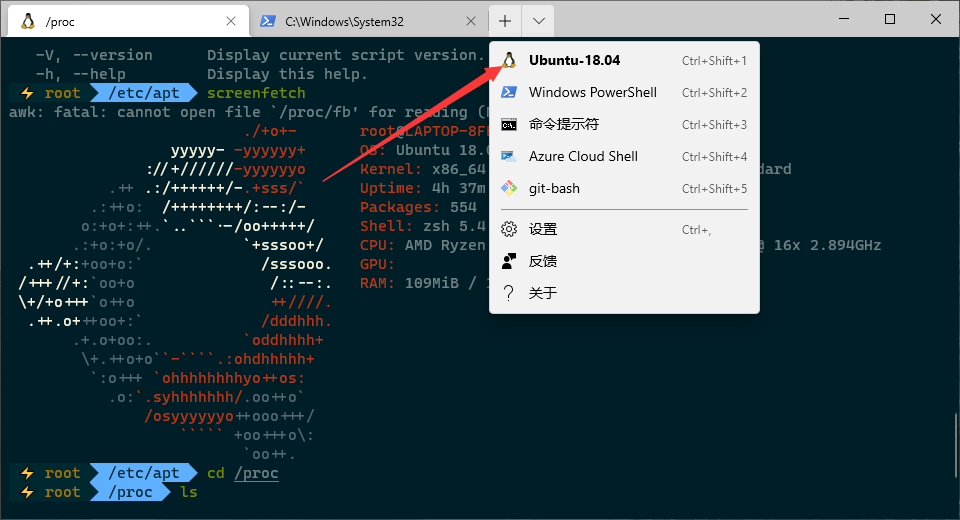 /proc
C:\Windows\System32
-V, --version Display current script version.
-h, --help Display this help.
root /etc/apt screenfetch
awk: fatal: cannot open file `/proc/fb' for reading (
./+o+- root@LAPTOP-8F
yyyyy- -yyyyyy+ OS: Ubuntu 18.0
://+//////-yyyyyyo Kernel: x86_64 dard
.++ .:/++++++/-.+sss/` Uptime: 4h 37m
.:++o: /++++++++/:--:/- Packages: 554
o:+o+:++.`..```.-/oo+++++/ Shell: zsh 5.4
.:+o:+o/. `+sssoo+/ CPU: AMD Ryzen @ 16x 2.894GHz
.++/+:+oo+o:` /sssooo. GPU:
/+++//+:`oo+o /::--:. RAM: 109MiB / 1
\+/+o+++`o++o ++////.
.++.o+++oo+:` /dddhhh.
.+.o+oo:. `oddhhhh+
\+.++o+o``-````.:ohdhhhhh+
`:o+++ `ohhhhhhhhyo++os:
.o:`.syhhhhhhh/.oo++o`
/osyyyyyyo++ooo+++/
````` +oo+++o\:
`oo++.
root /etc/apt cd /proc
root /proc ls
Ubuntu-18.04 Ctrl+Shift+1
Windows PowerShell Ctrl+Shift+2
命令提示符 Ctrl+Shift+3
Azure Cloud Shell Ctrl+Shift+4
git-bash Ctrl+Shift+5
设置 Ctrl+,
反馈
关于